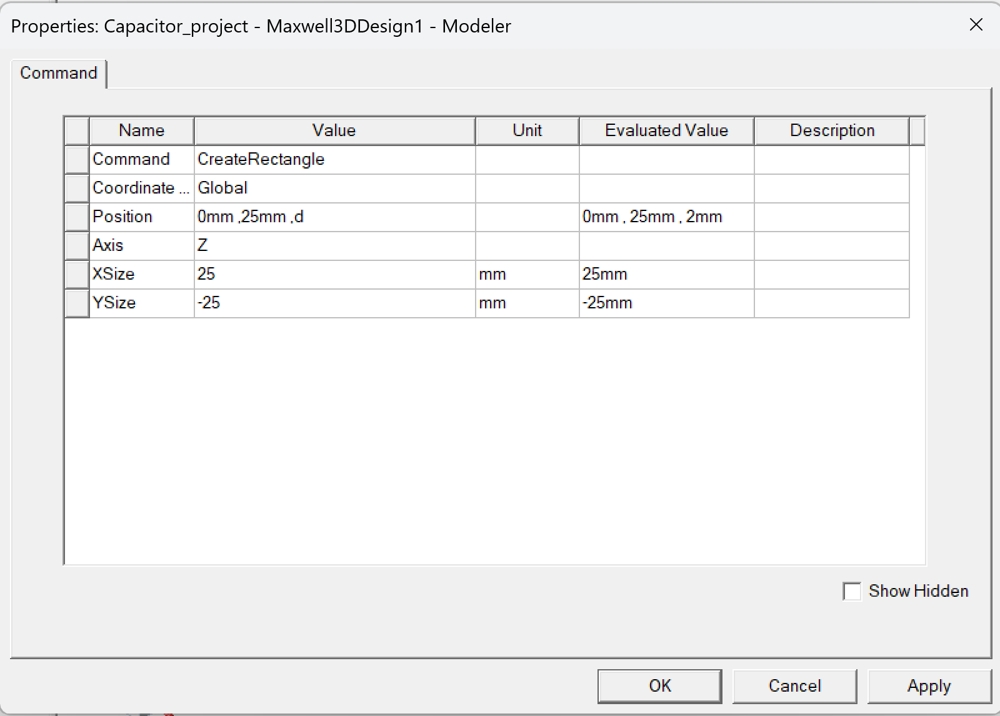 Properties: Capacitor_project - Maxwell3DDesign1 - Modeler
Command
Name Value Unit Evaluated Value Description
Command CreateRectangle
Coordinate ... Global
Position 0mm ,25mm ,d 0mm , 25mm , 2mm
Axis Z
XSize 25 mm 25mm
YSize -25 mm -25mm
Show Hidden
OK Cancel Apply